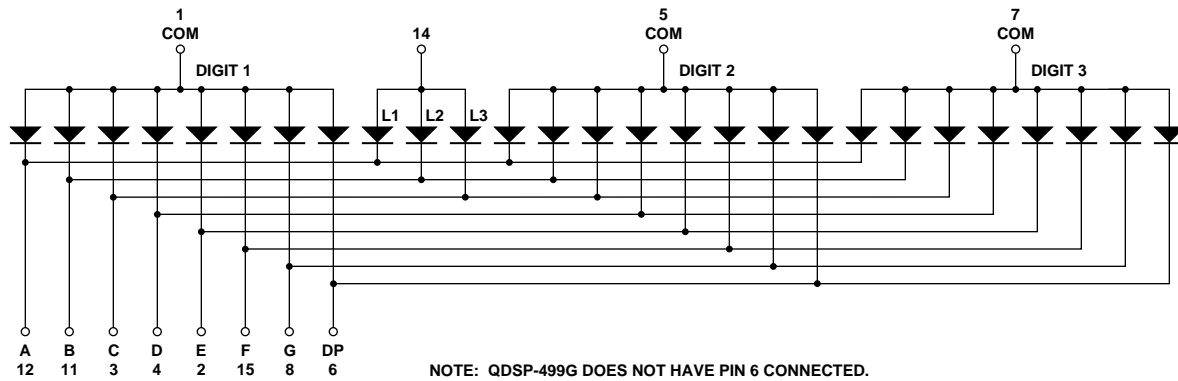 1 5 7
COM 14 COM COM
DIGIT 1 DIGIT 2 DIGIT 3
L1 L2 L3
A B C D E F G DP
12 11 3 4 2 15 8 6 NOTE: QDSP-499G DOES NOT HAVE PIN 6 CONNECTED.